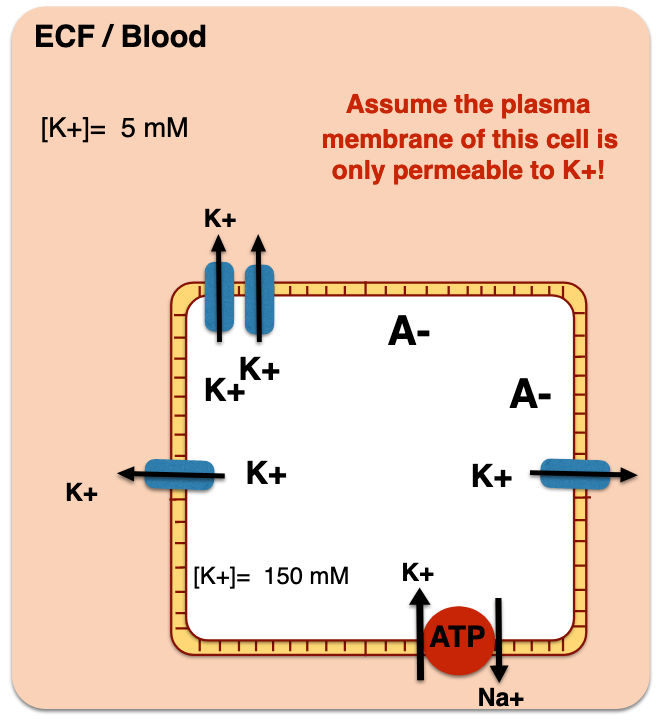 ECF / Blood
Assume the plasma
[K+]=  5 mM
membrane of this cell is
only permeable to K+!
K+
A-
K+
K+
A-
K+
K+
K+
[K+]=  150 mM
K+
ATP
Na+